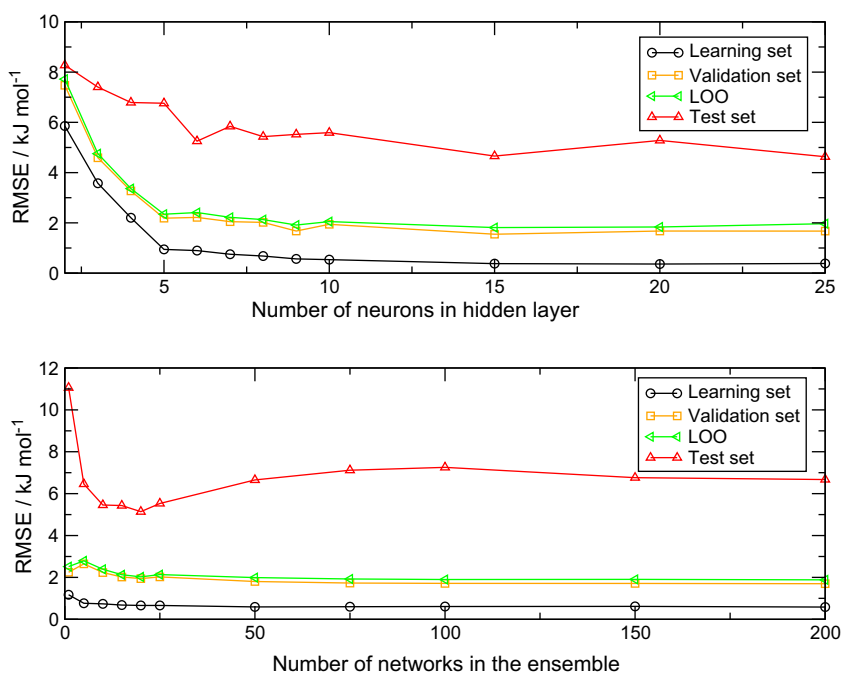 10
8
6
4
2
0
RMSE / kJ mol⁻¹
Learning set
Validation set
LOO
Test set
5
10
15
20
25
Number of neurons in hidden layer
12
10
8
6
4
2
0
RMSE / kJ mol⁻¹
Learning set
Validation set
LOO
Test set
0
50
100
150
200
Number of networks in the ensemble